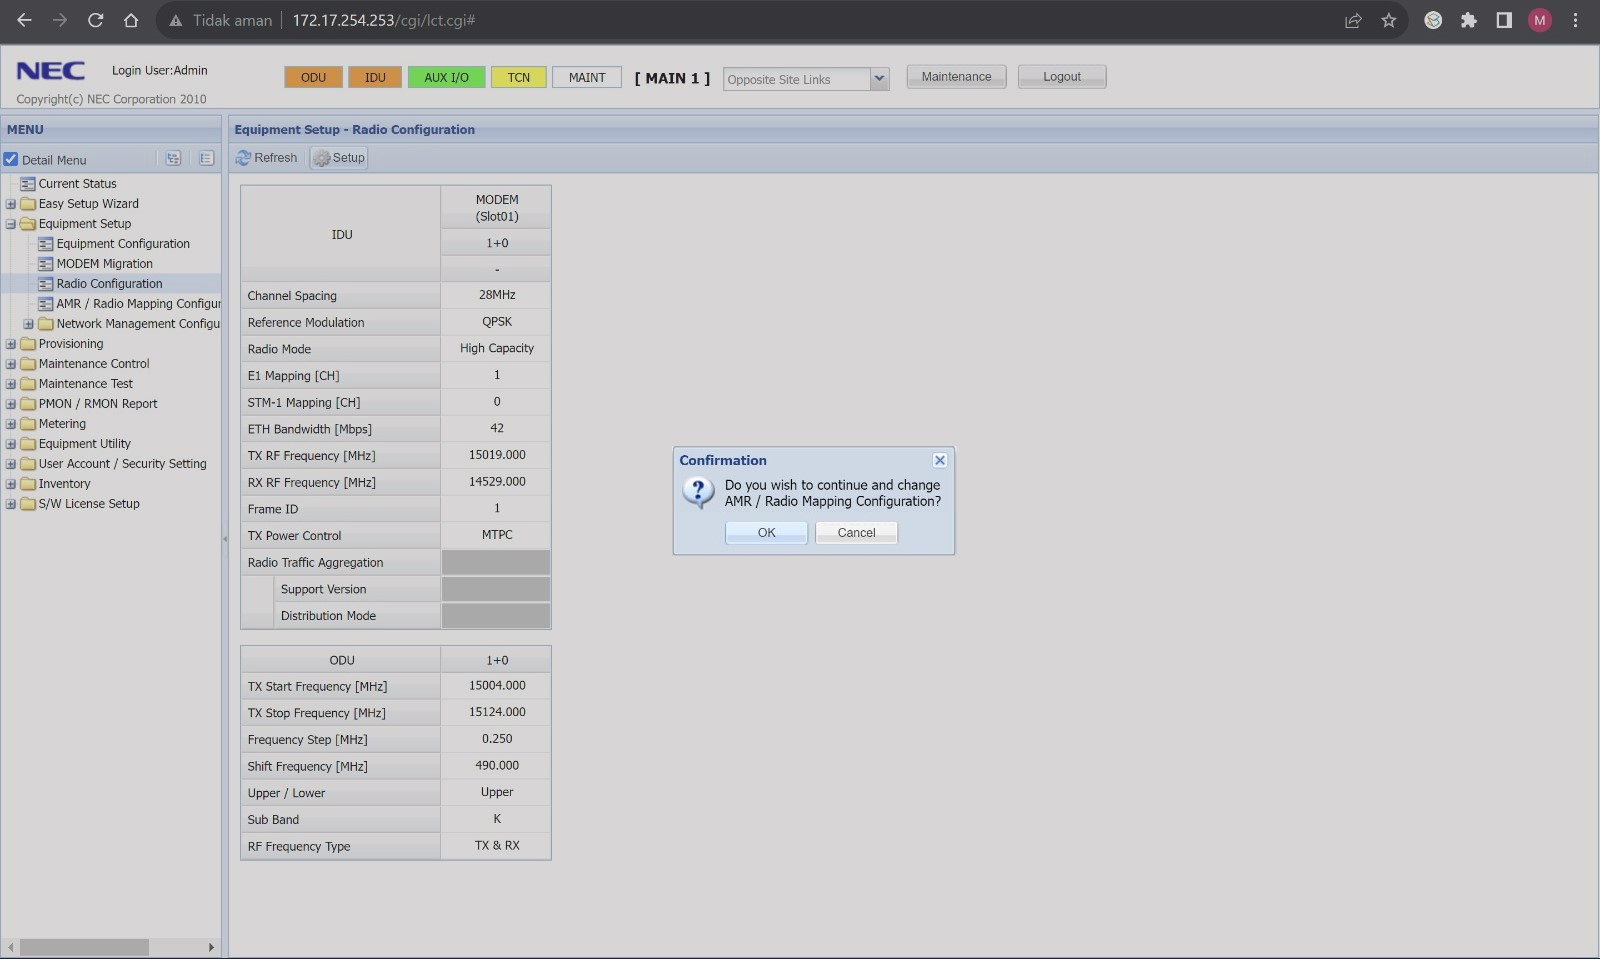 Tidak aman
172.17.254.253/cgi/lct.cgi#
M
NEC
Login User:Admin
Copyright(c) NEC Corporation 2010
ODU
IDU
AUX I/O
TCN
MAINT
[ MAIN 1 ]
Opposite Site Links
Maintenance
Logout
MENU
Detail Menu
Current Status
Easy Setup Wizard
Equipment Setup
Equipment Configuration
MODEM Migration
Radio Configuration
AMR / Radio Mapping Configur
Network Management Configu
Provisioning
Maintenance Control
Maintenance Test
PMON / RMON Report
Metering
Equipment Utility
User Account / Security Setting
Inventory
S/W License Setup
Equipment Setup - Radio Configuration
Refresh
Setup
IDU
MODEM
(Slot01)
1+0
-
Channel Spacing 28MHz
Reference Modulation QPSK
Radio Mode High Capacity
E1 Mapping [CH] 1
STM-1 Mapping [CH] 0
ETH Bandwidth [Mbps] 42
TX RF Frequency [MHz] 15019.000
RX RF Frequency [MHz] 14529.000
Frame ID 1
TX Power Control MTPC
Radio Traffic Aggregation
Support Version
Distribution Mode
ODU 1+0
TX Start Frequency [MHz] 15004.000
TX Stop Frequency [MHz] 15124.000
Frequency Step [MHz] 0.250
Shift Frequency [MHz] 490.000
Upper / Lower Upper
Sub Band K
RF Frequency Type TX & RX
Confirmation
Do you wish to continue and change
AMR / Radio Mapping Configuration?
OK
Cancel